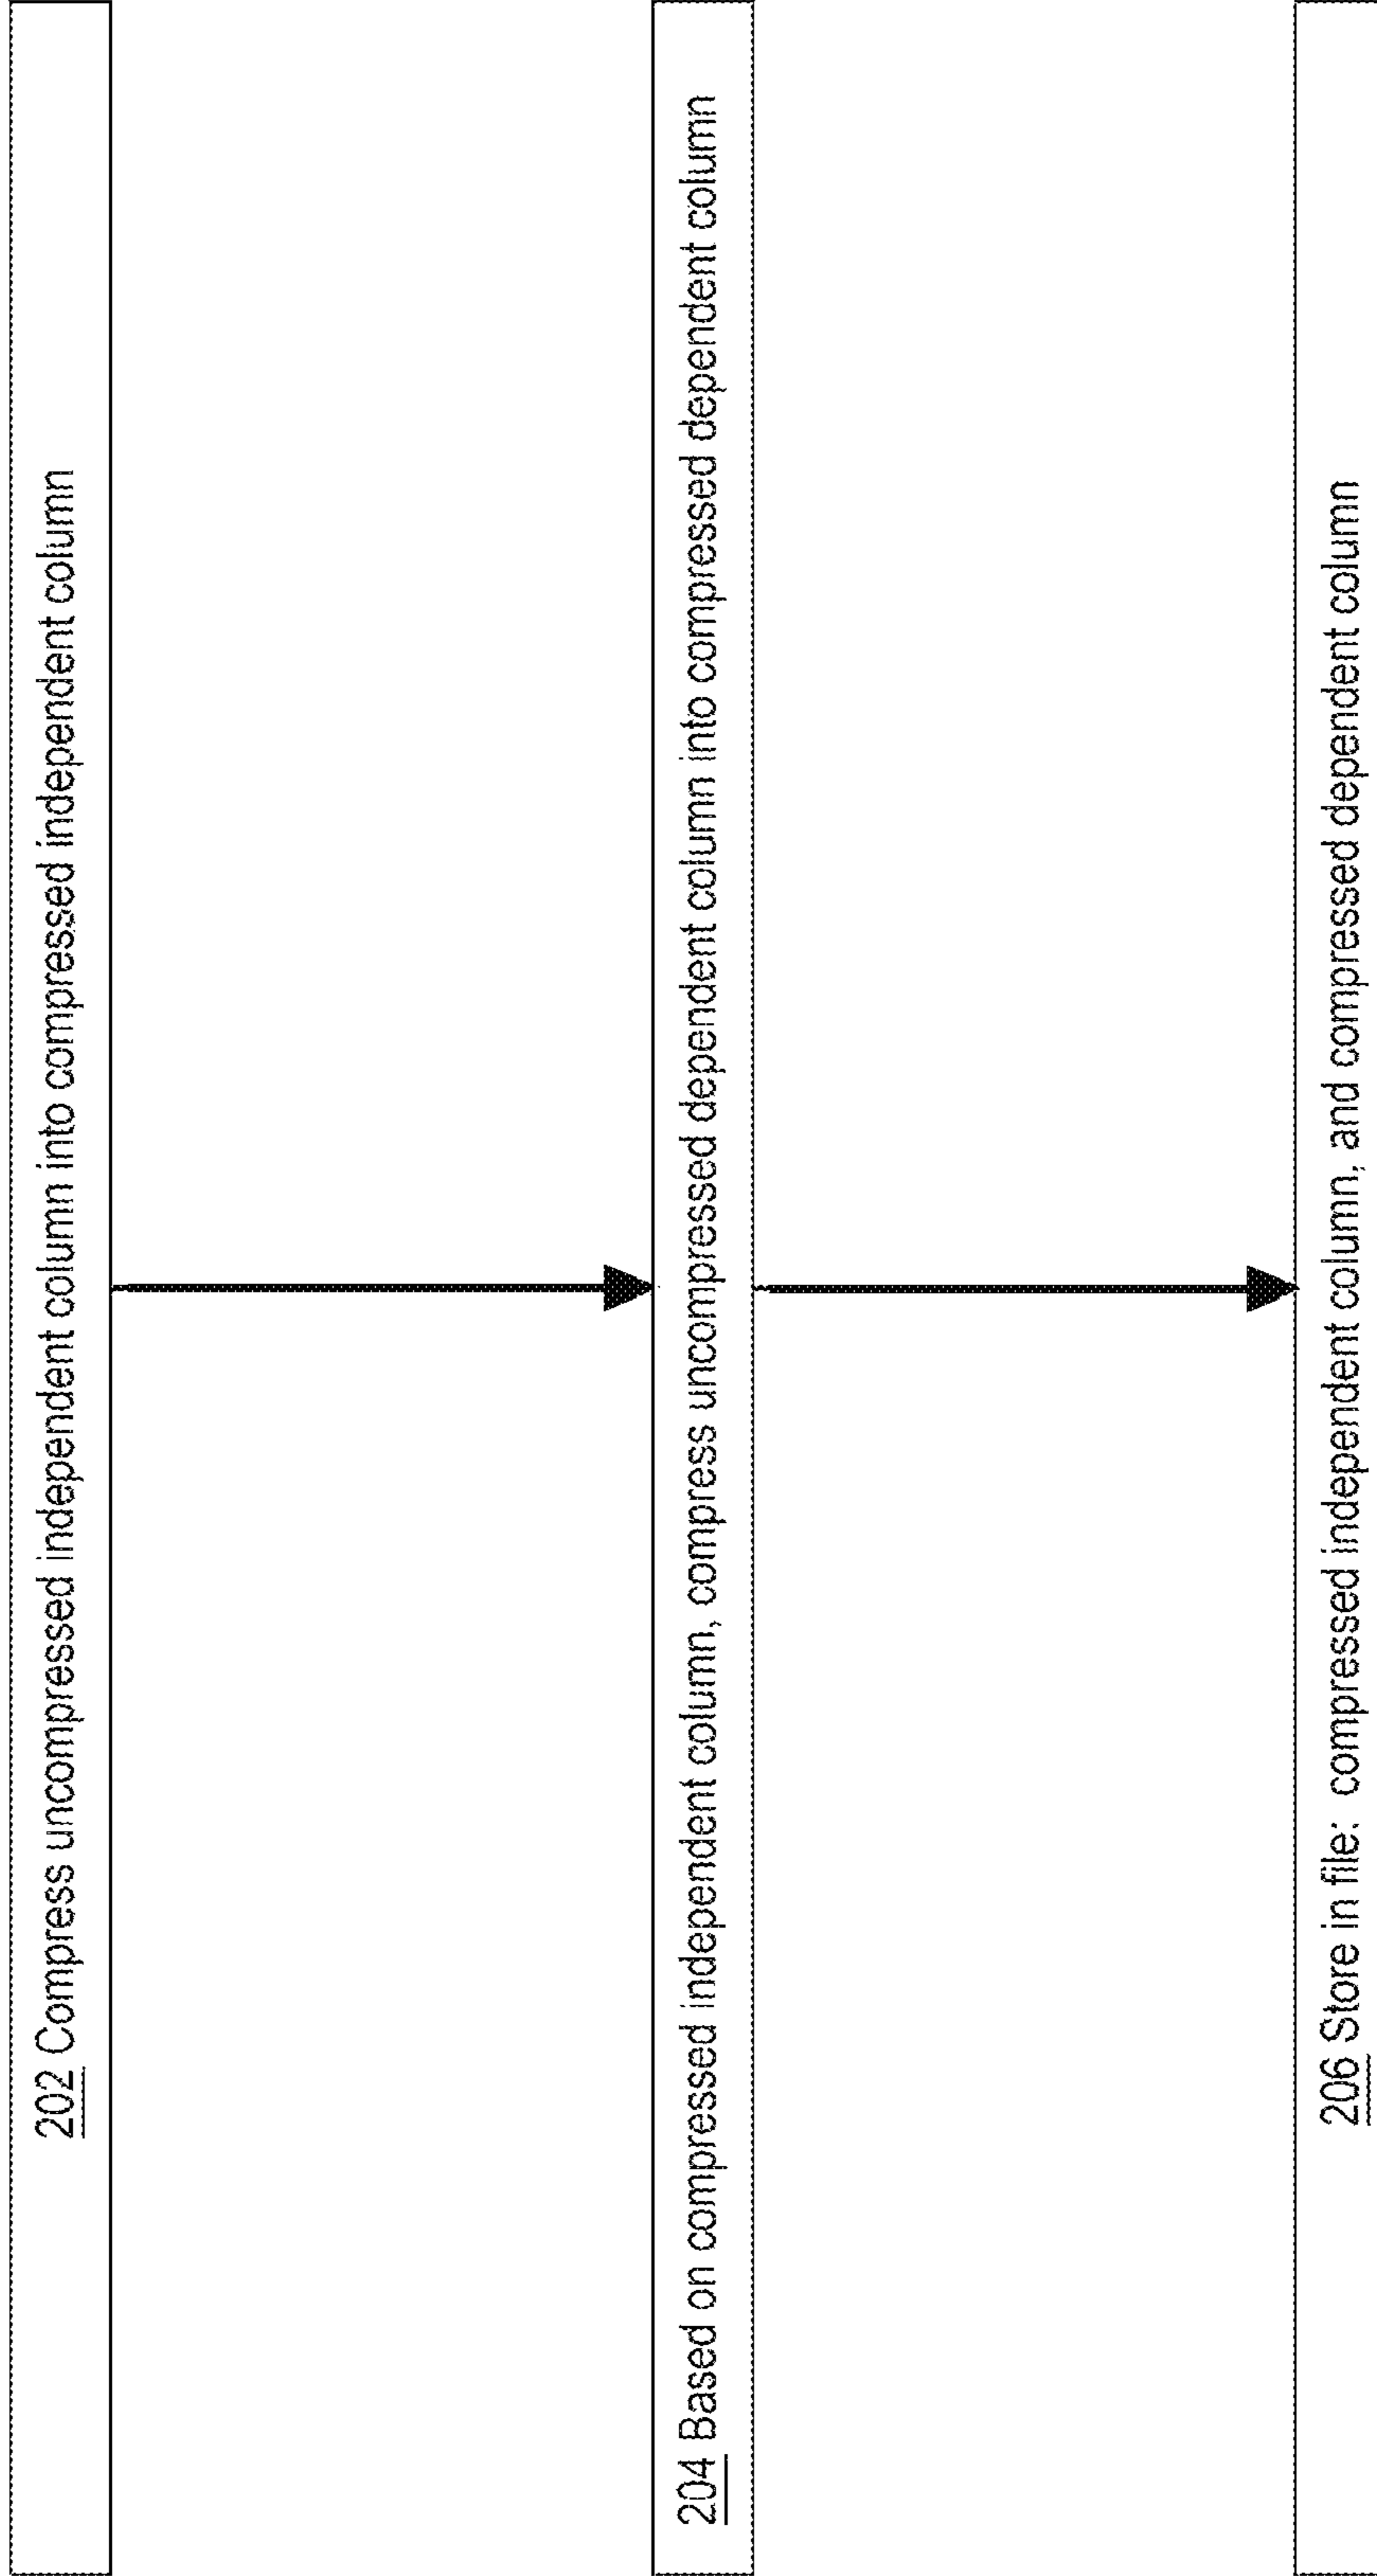 202 Compress uncompressed independent column into compressed independent column
204 Based on compressed independent column, compress uncompressed dependent column into compressed dependent column
206 Store in file: compressed independent column, and compressed dependent column